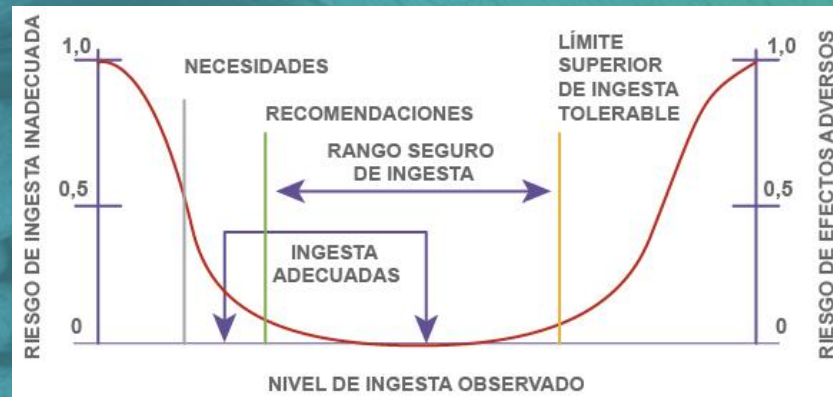 RIESGO DE INGESTA INADECUADA
1,0
0,5
0
NECESIDADES
RECOMENDACIONES
RANGO SEGURO
DE INGESTA
INGESTA
ADECUADAS
LÍMITE
SUPERIOR
DE INGESTA
TOLERABLE
1,0
0,5
0
RIESGO DE EFECTOS ADVERSOS
NIVEL DE INGESTA OBSERVADO